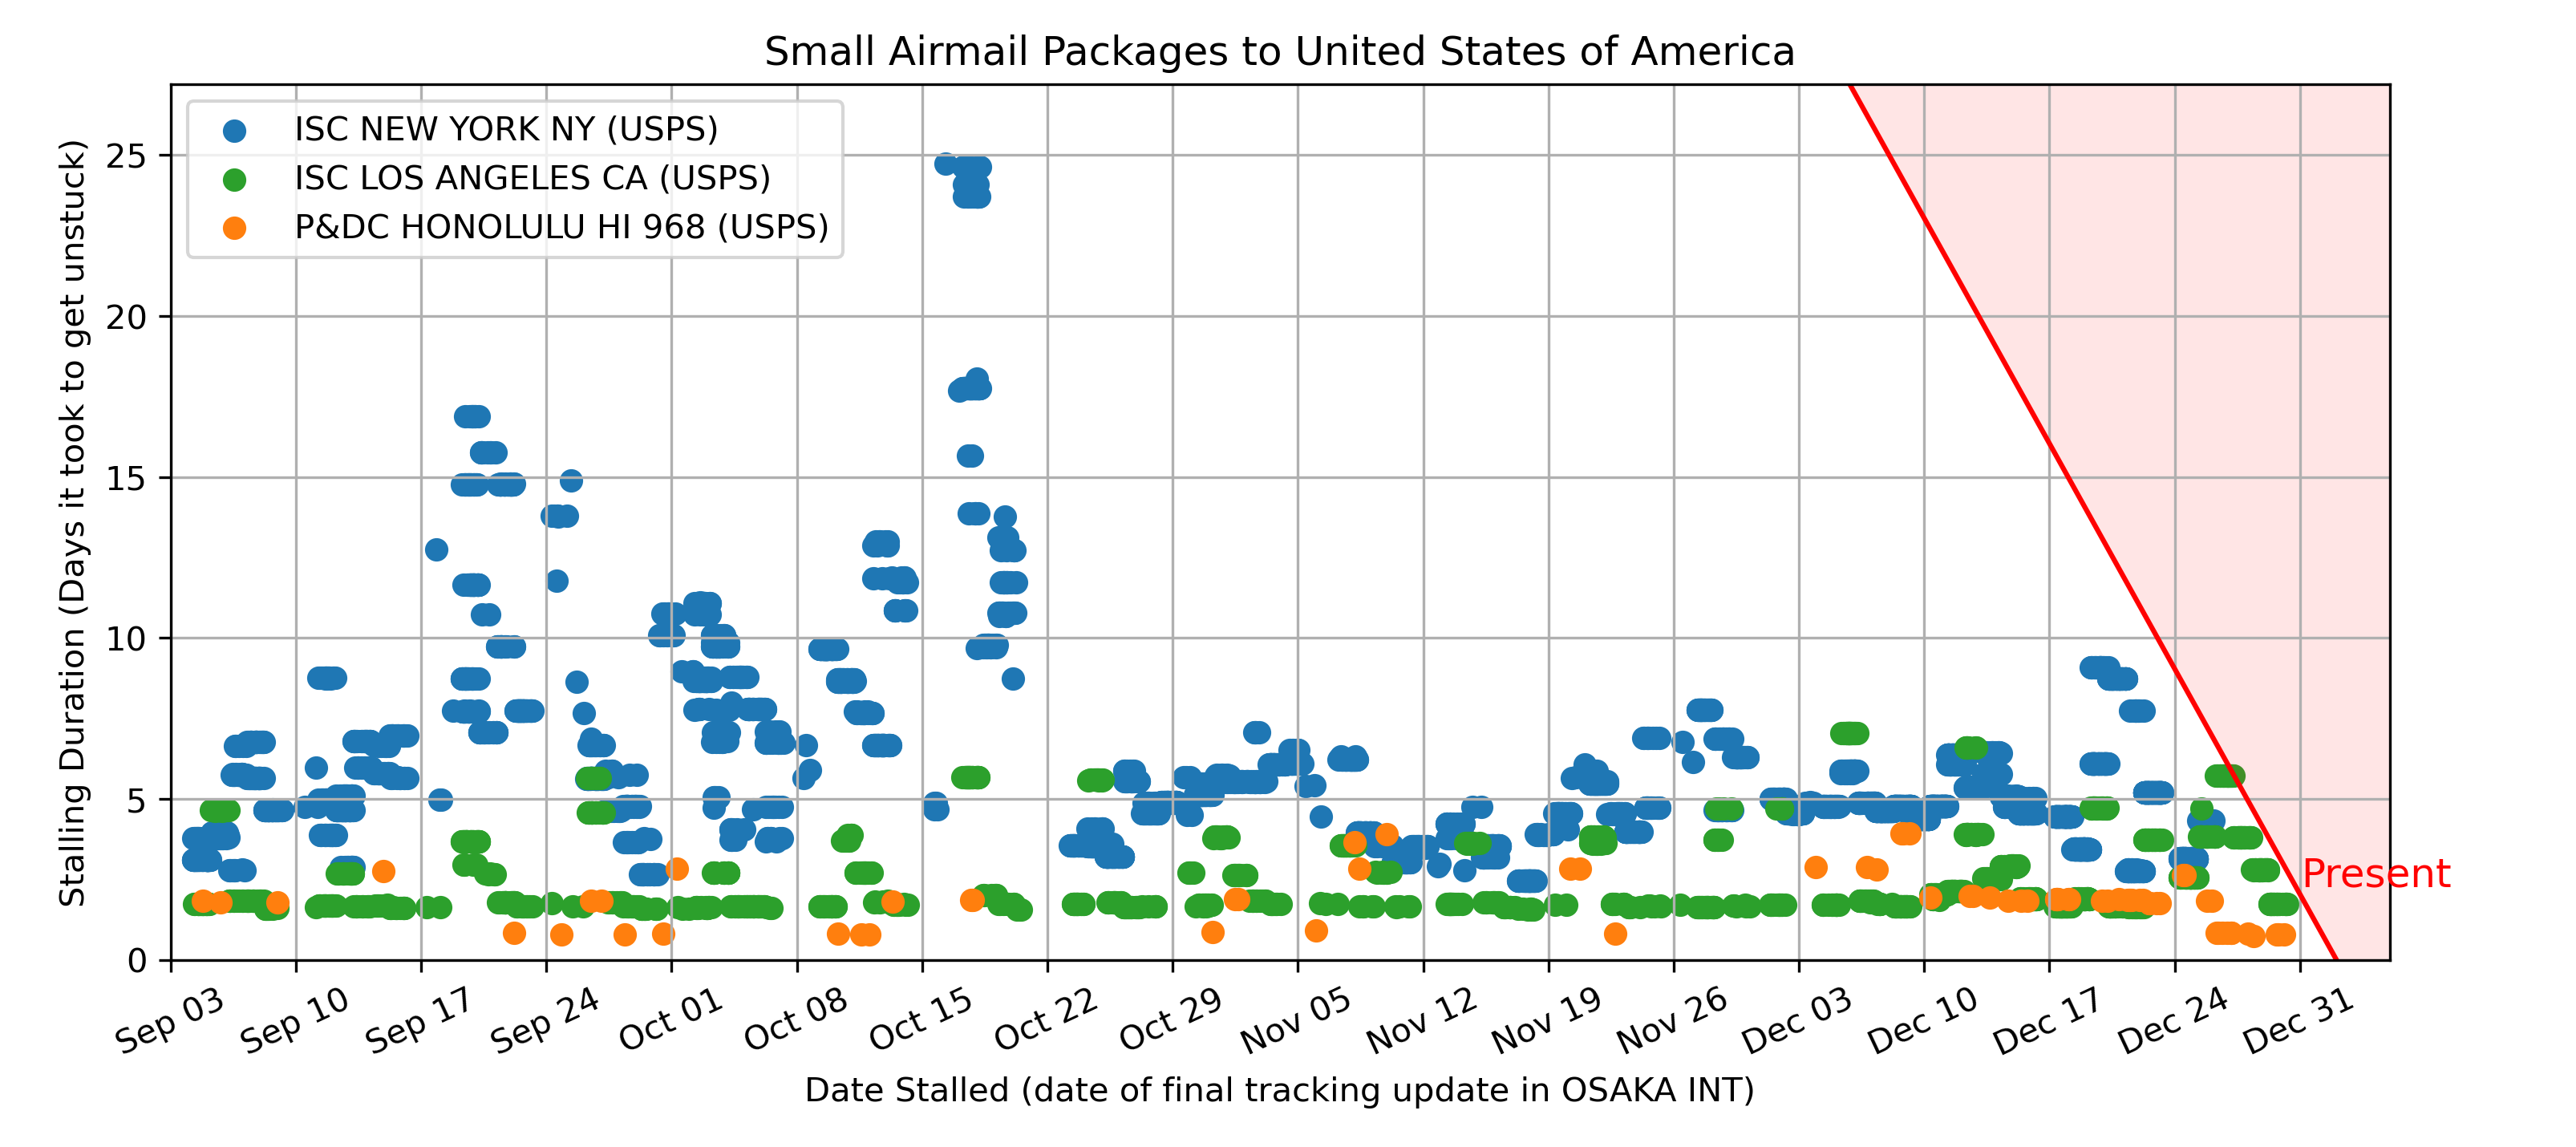 Small Airmail Packages to United States of America
ISC NEW YORK NY (USPS)
ISC LOS ANGELES CA (USPS)
P&DC HONOLULU HI 968 (USPS)
Stalling Duration (Days it took to get unstuck)
25
20
15
10
5
0
Present
Sep 03
Sep 10
Sep 17
Sep 24
Oct 01
Oct 08
Oct 15
Oct 22
Oct 29
Nov 05
Nov 12
Nov 19
Nov 26
Dec 03
Dec 10
Dec 17
Dec 24
Dec 31
Date Stalled (date of final tracking update in OSAKA INT)